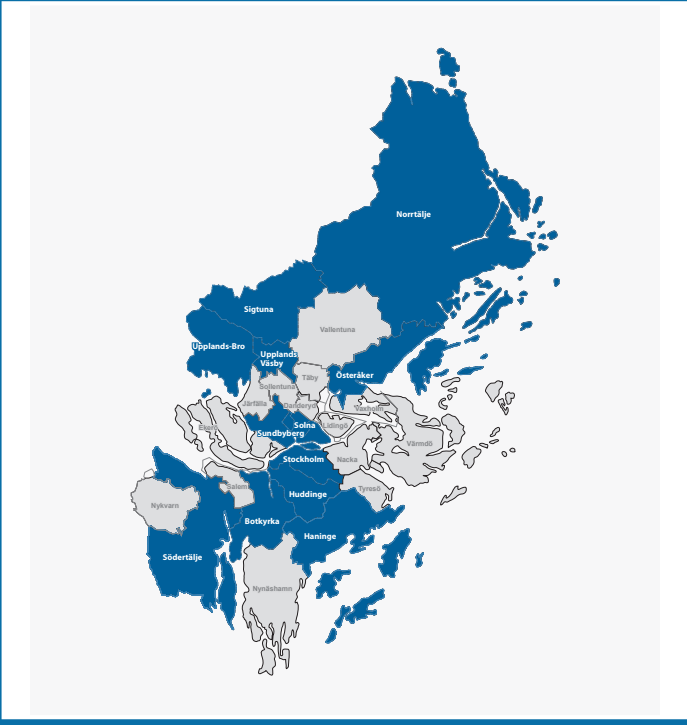 Norrtälje
Sigtuna
Vallentuna
Upplands-Bro
Upplands
Väsby
Täby
Österåker
Sollentuna
Järfälla
Danderyd
Vaxholm
Ekerö
Solna
Lidingö
Sundbyberg
Värmdö
Stockholm
Nacka
Salem
Tyresö
Huddinge
Nykvarn
Botkyrka
Haninge
Södertälje
Nynäshamn